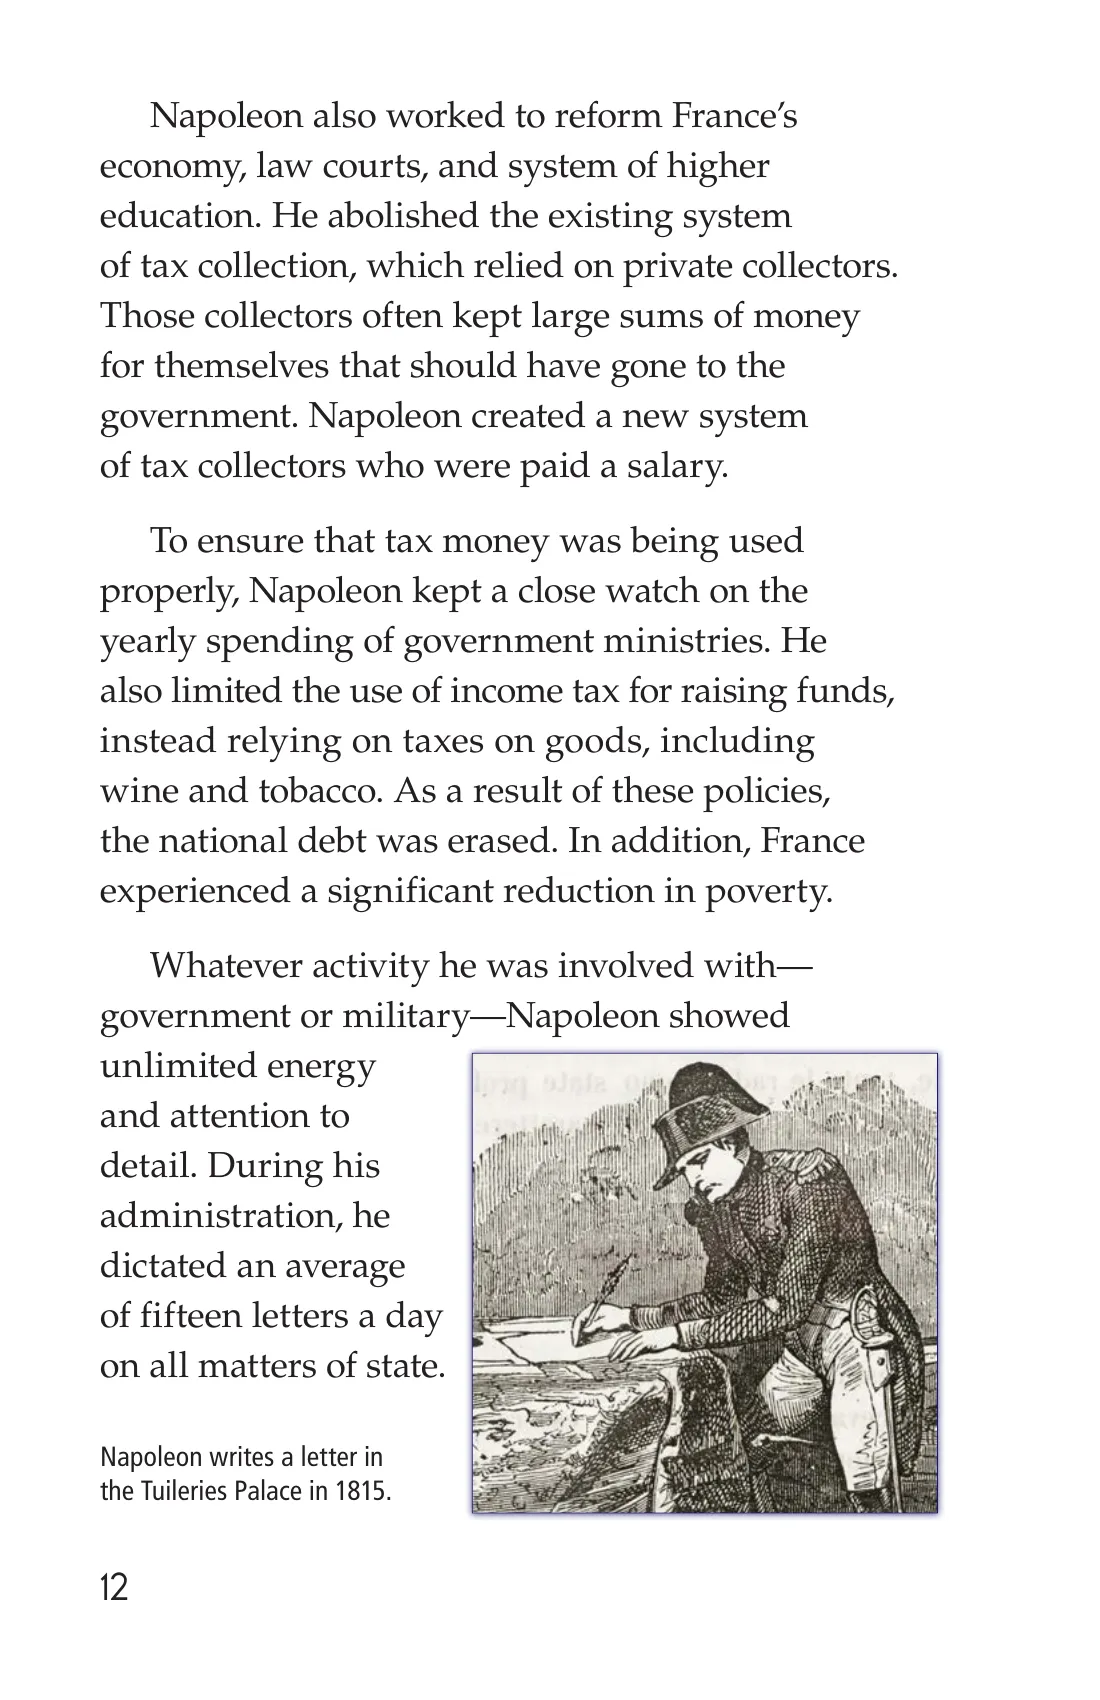 Napoleon also worked to reform France’s
economy, law courts, and system of higher
education. He abolished the existing system
of tax collection, which relied on private collectors.
Those collectors often kept large sums of money
for themselves that should have gone to the
government. Napoleon created a new system
of tax collectors who were paid a salary.
To ensure that tax money was being used
properly, Napoleon kept a close watch on the
yearly spending of government ministries. He
also limited the use of income tax for raising funds,
instead relying on taxes on goods, including
wine and tobacco. As a result of these policies,
the national debt was erased. In addition, France
experienced a significant reduction in poverty.
Whatever activity he was involved with—
government or military—Napoleon showed
unlimited energy
and attention to
detail. During his
administration, he
dictated an average
of fifteen letters a day
on all matters of state.
Napoleon writes a letter in
the Tuileries Palace in 1815.
12